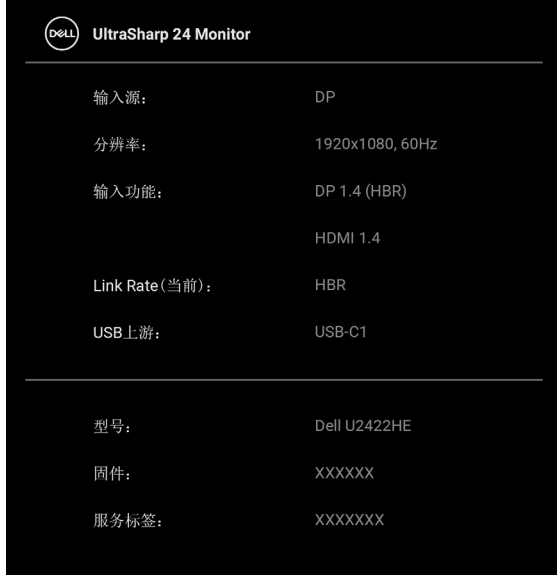 DELL UltraSharp 24 Monitor
输入源： DP
分辨率： 1920x1080, 60Hz
输入功能： DP 1.4 (HBR)
HDMI 1.4
Link Rate（当前）： HBR
USB上游： USB-C1
型号： Dell U2422HE
固件： XXXXXX
服务标签： XXXXXXX